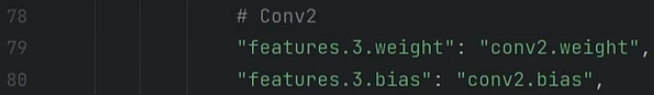 78 # Conv2
79 "features.3.weight": "conv2.weight",
80 "features.3.bias": "conv2.bias",